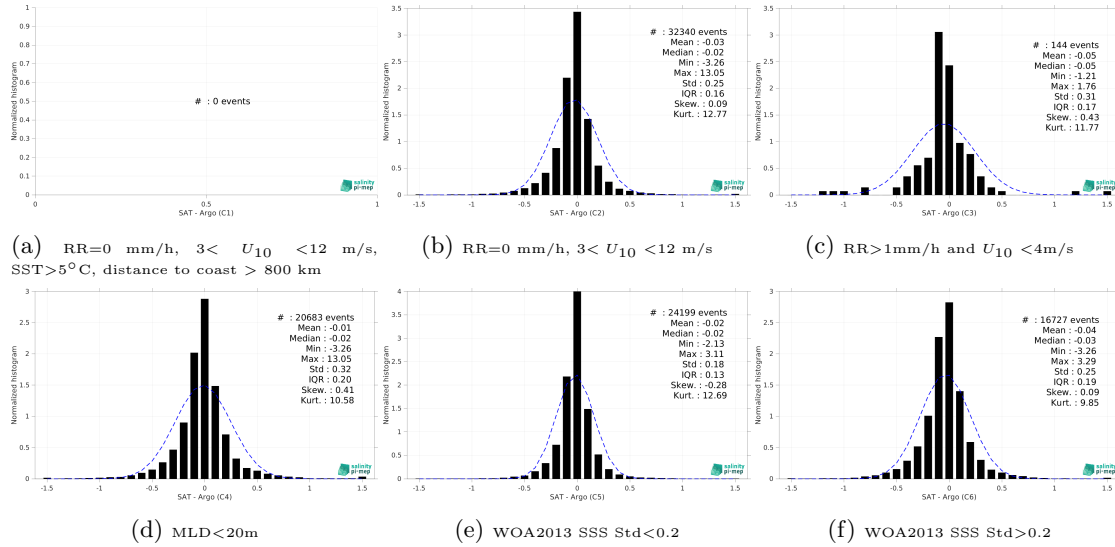 1
0.9
0.8
0.7
0.6
0.5
0.4
0.3
0.2
0.1
0
Normalized histogram
# : 0 events
salinity
pi-mep
0 0.5 1
SAT - Argo (C1)
(a) RR=0 mm/h, 3< U10 <12 m/s,
SST>5°C, distance to coast > 800 km
3.5
3
2.5
2
1.5
1
0.5
0
Normalized histogram
# : 32340 events
Mean : -0.03
Median : -0.02
Min : -3.26
Max : 13.05
Std : 0.25
IQR : 0.16
Skew. : 0.09
Kurt. : 12.77
salinity
pi-mep
-1.5 -1 -0.5 0 0.5 1 1.5
SAT - Argo (C2)
(b) RR=0 mm/h, 3< U10 <12 m/s
3.5
3
2.5
2
1.5
1
0.5
0
Normalized histogram
# : 144 events
Mean : -0.05
Median : -0.05
Min : -1.21
Max : 1.76
Std : 0.31
IQR : 0.17
Skew. : 0.43
Kurt. : 11.77
salinity
pi-mep
-1.5 -1 -0.5 0 0.5 1 1.5
SAT - Argo (C3)
(c) RR>1mm/h and U10 <4m/s
3
2.5
2
1.5
1
0.5
0
Normalized histogram
# : 20683 events
Mean : -0.01
Median : -0.02
Min : -3.26
Max : 13.05
Std : 0.32
IQR : 0.20
Skew. : 0.41
Kurt. : 10.58
salinity
pi-mep
-1.5 -1 -0.5 0 0.5 1 1.5
SAT - Argo (C4)
(d) MLD<20m
4
3.5
3
2.5
2
1.5
1
0.5
0
Normalized histogram
# : 24199 events
Mean : -0.02
Median : -0.02
Min : -2.13
Max : 3.11
Std : 0.18
IQR : 0.13
Skew. : -0.28
Kurt. : 12.69
salinity
pi-mep
-1.5 -1 -0.5 0 0.5 1 1.5
SAT - Argo (C5)
(e) WOA2013 SSS Std<0.2
3
2.5
2
1.5
1
0.5
0
Normalized histogram
# : 16727 events
Mean : -0.04
Median : -0.03
Min : -3.26
Max : 3.29
Std : 0.25
IQR : 0.19
Skew. : 0.09
Kurt. : 9.85
salinity
pi-mep
-1.5 -1 -0.5 0 0.5 1 1.5
SAT - Argo (C6)
(f) WOA2013 SSS Std>0.2